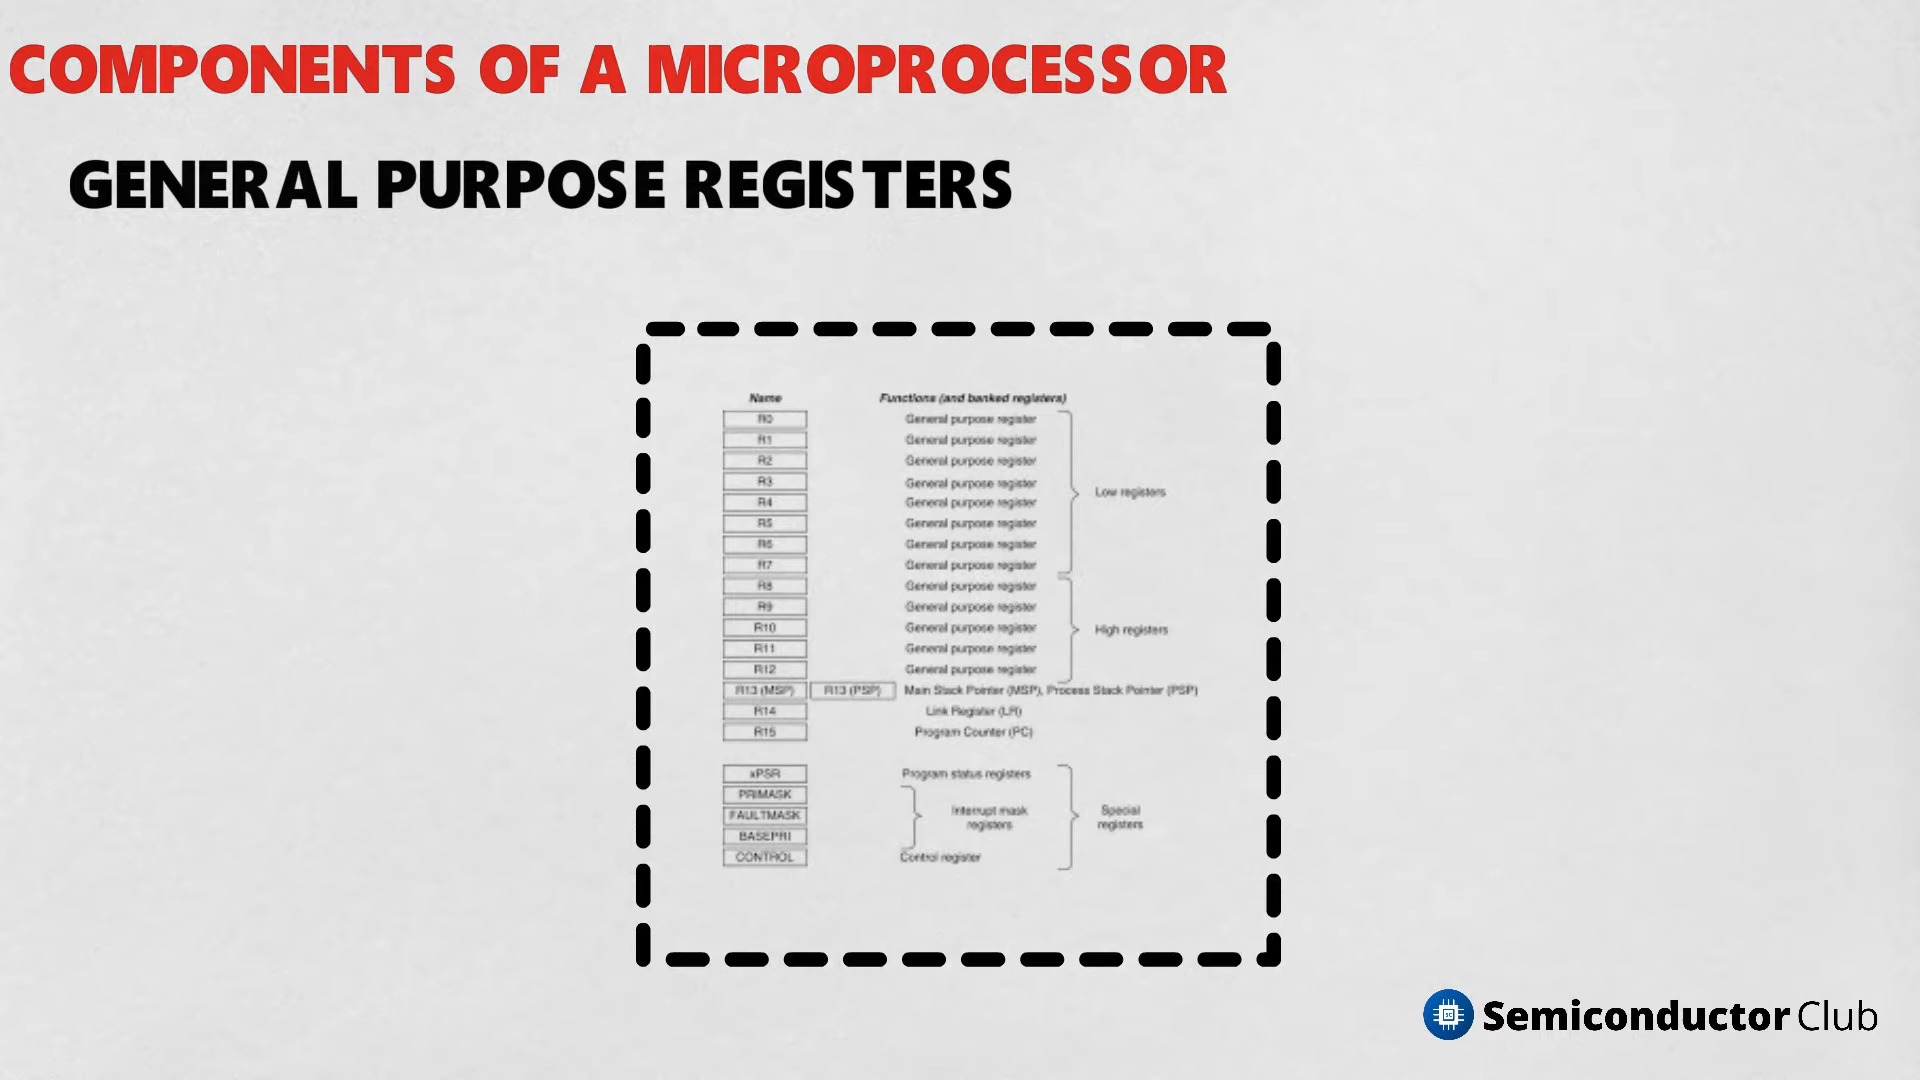 COMPONENTS OF A MICROPROCESSOR
GENERAL PURPOSE REGISTERS
Name Functions (and banked registers)
R0 General purpose register
R1 General purpose register
R2 General purpose register
R3 General purpose register
Low registers
R4 General purpose register
R5 General purpose register
R6 General purpose register
R7 General purpose register
R8 General purpose register
R9 General purpose register
R10 General purpose register
High registers
R11 General purpose register
R12 General purpose register
R13 (MSP) R13 (PSP) Main Stack Pointer (MSP), Process Stack Pointer (PSP)
R14 Link Register (LR)
R15 Program Counter (PC)
xPSR Program status registers
PRIMASK
FAULTMASK Interrupt mask registers Special registers
BASEPRI
CONTROL Control register
Semiconductor Club